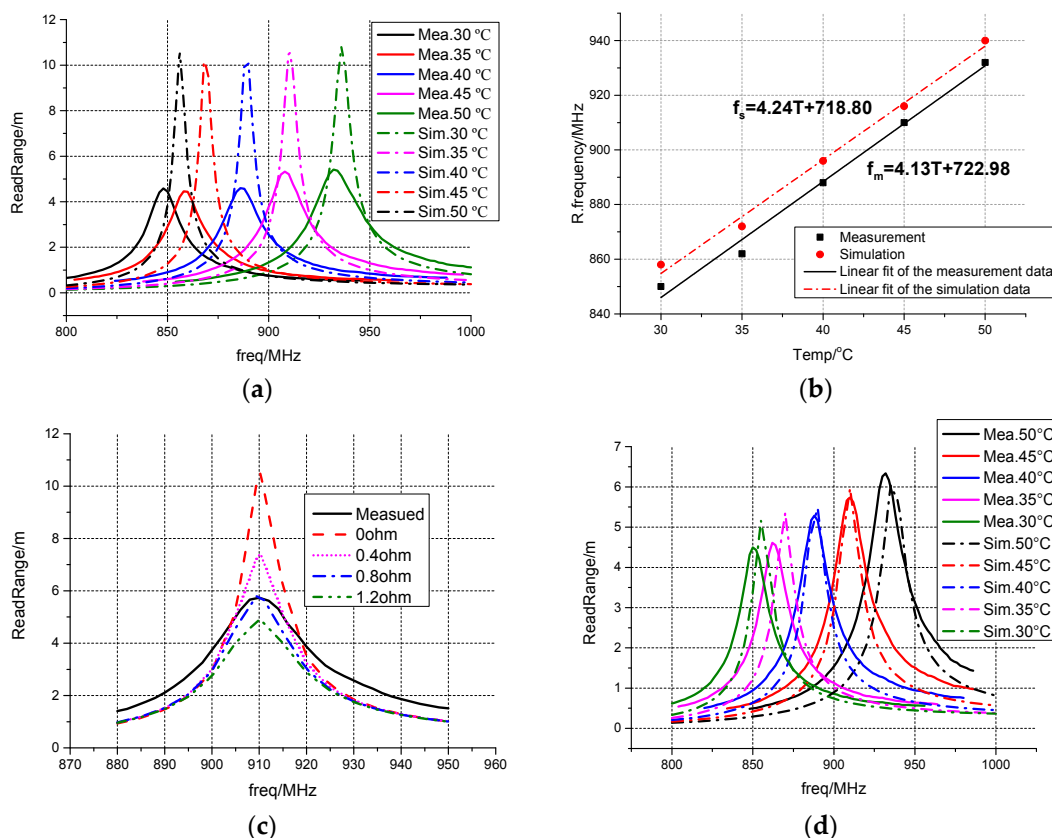 12
10
8
6
4
2
0
ReadRange/m
800
850
900
950
1000
freq/MHz
Mea.30 ℃
Mea.35 ℃
Mea.40 ℃
Mea.45 ℃
Mea.50 ℃
Sim.30 ℃
Sim.35 ℃
Sim.40 ℃
Sim.45 ℃
Sim.50 ℃
(a)
940
920
900
880
860
840
R.frequency/MHz
fs=4.24T+718.80
fm=4.13T+722.98
Measurement
Simulation
Linear fit of the measurement data
Linear fit of the simulation data
30
35
40
45
50
Temp/°C
(b)
12
10
8
6
4
2
0
ReadRange/m
Measued
0ohm
0.4ohm
0.8ohm
1.2ohm
870
880
890
900
910
920
930
940
950
960
freq/MHz
(c)
7
6
5
4
3
2
1
0
ReadRange/m
Mea.50°C
Mea.45°C
Mea.40°C
Mea.35°C
Mea.30°C
Sim.50°C
Sim.45°C
Sim.40°C
Sim.35°C
Sim.30°C
800
850
900
950
1000
freq/MHz
(d)